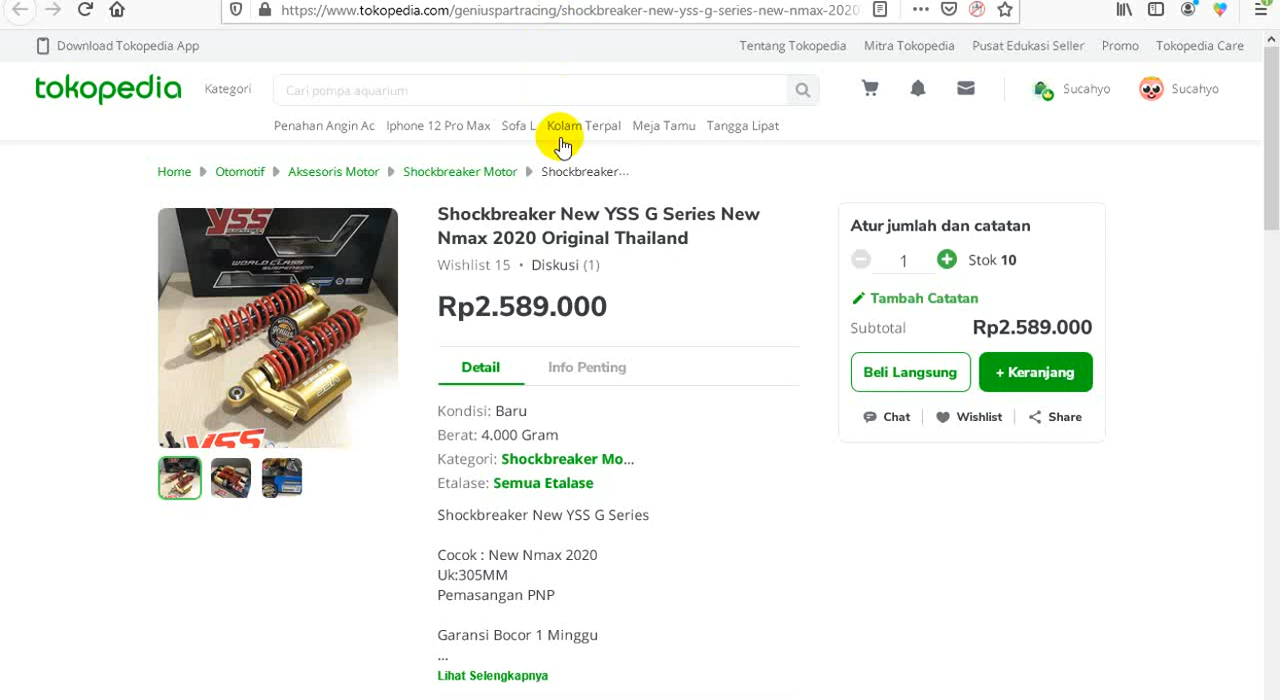 https://www.tokopedia.com/geniuspartracing/shockbreaker-new-yss-g-series-new-nmax-2020
Download Tokopedia App
Tentang Tokopedia
Mitra Tokopedia
Pusat Edukasi Seller
Promo
Tokopedia Care
tokopedia
Kategori
Cari pompa aquarium
Sucahyo
Sucahyo
Penahan Angin Ac
Iphone 12 Pro Max
Sofa L
Kolam Terpal
Meja Tamu
Tangga Lipat
Home
Otomotif
Aksesoris Motor
Shockbreaker Motor
Shockbreaker...
YSS
WORLD CLASS
SUSPENSION
genius
YSS
Shockbreaker New YSS G Series New
Nmax 2020 Original Thailand
Wishlist 15 • Diskusi (1)
Rp2.589.000
Detail
Info Penting
Kondisi: Baru
Berat: 4.000 Gram
Kategori: Shockbreaker Mo...
Etalase: Semua Etalase
Shockbreaker New YSS G Series
Cocok : New Nmax 2020
Uk:305MM
Pemasangan PNP
Garansi Bocor 1 Minggu
...
Lihat Selengkapnya
Atur jumlah dan catatan
1
Stok 10
Tambah Catatan
Subtotal
Rp2.589.000
Beli Langsung
+ Keranjang
Chat
Wishlist
Share